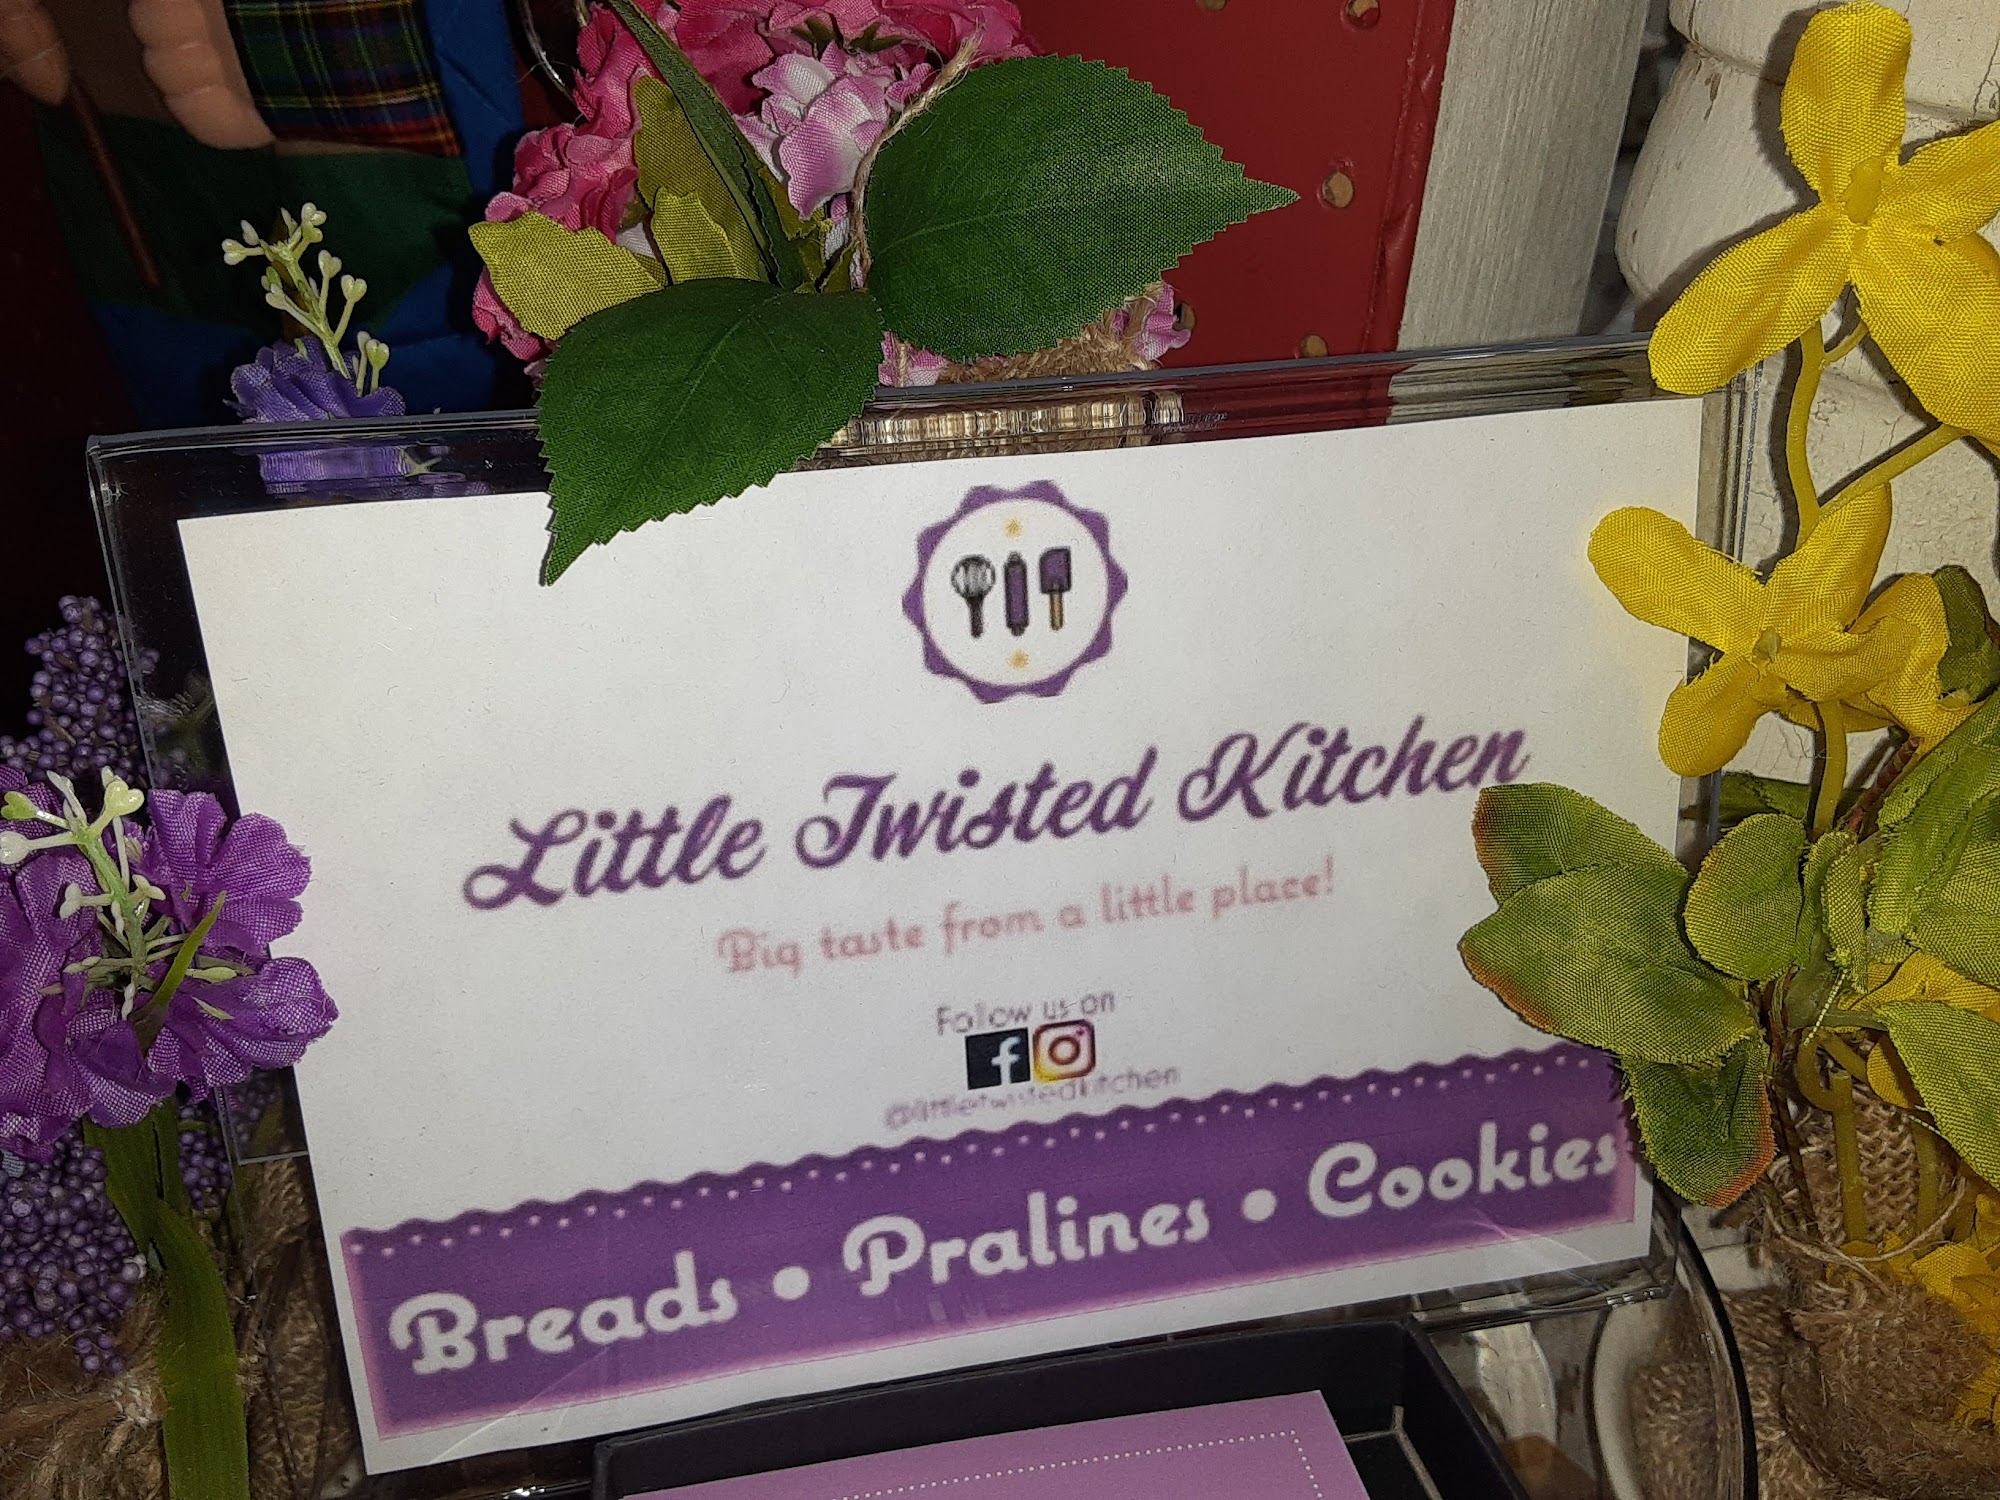 Little Twisted Kitchen
Big taste from a little place!
Follow us on
@littletwistedkitchen
Breads • Pralines • Cookies